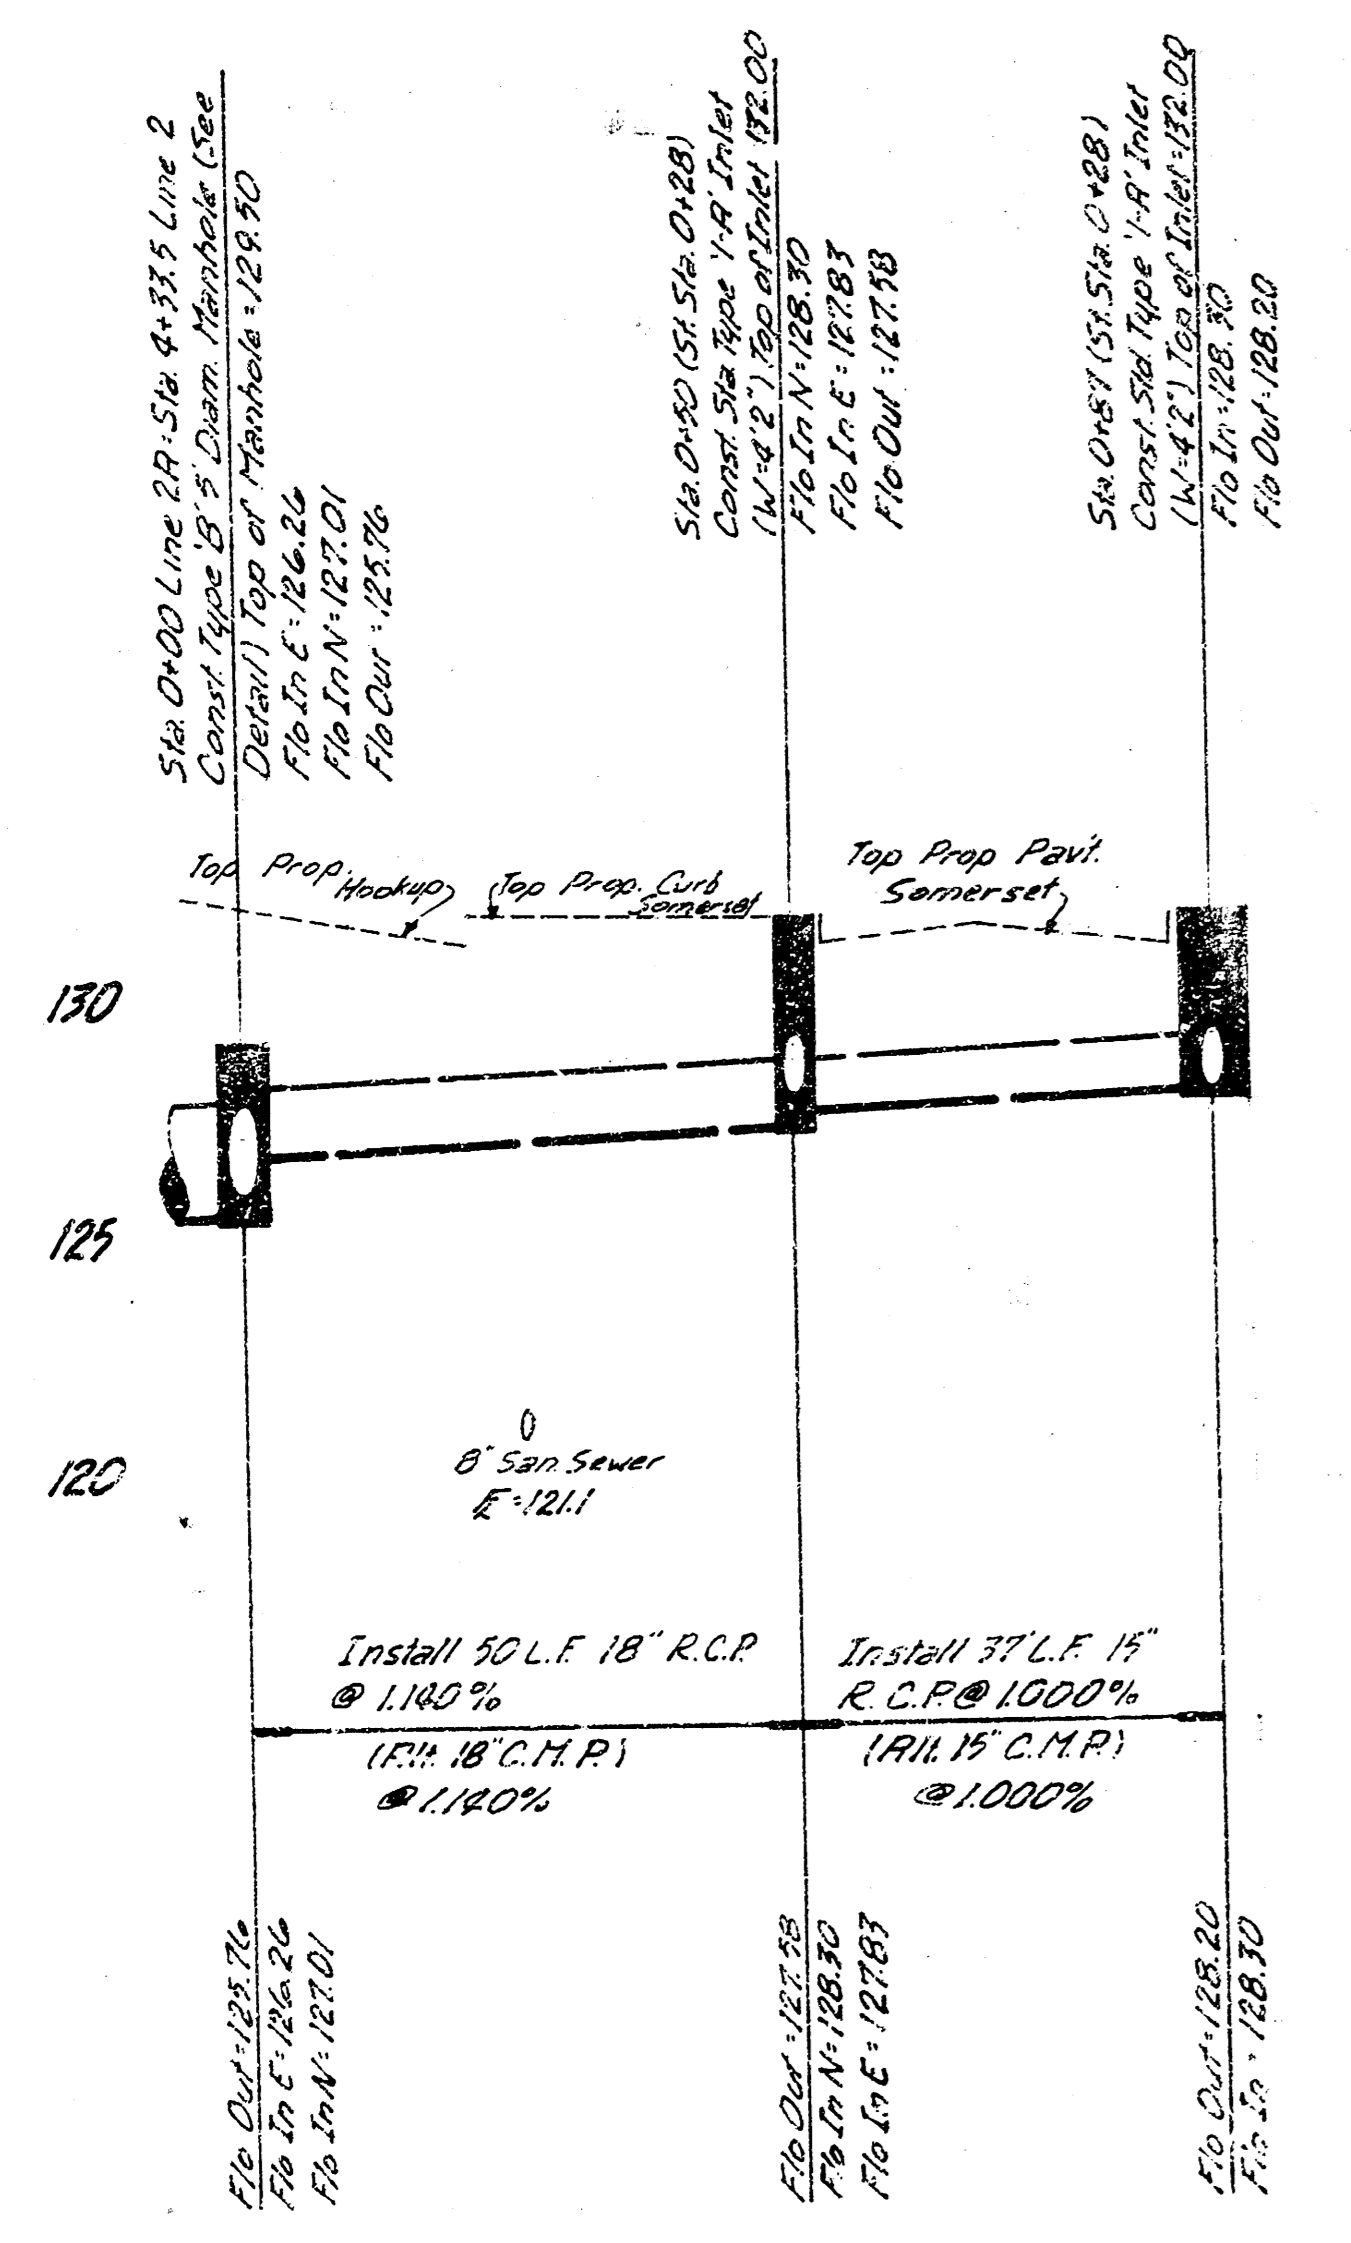 Sta. 0+00 Line 2A = Sta. 4+33.5 Line 2
Const. Type 'B' 5' Diam. Manhole (See
Detail) Top of Manhole = 129.50
Flo In E = 126.26
Flo In N = 127.01
Flo Out = 125.76
Sta. 0+50 (St. Sta. 0+28)
Const. Sta. Type '1-A' Inlet
(W=4'2") Top of Inlet 132.00
Flo In N = 128.30
Flo In E = 127.83
Flo Out = 127.58
Sta. 0+87 (St. Sta. 0+28)
Const. Std. Type '1-A' Inlet
(W=4'2") Top of Inlet = 132.00
Flo In = 128.30
Flo Out = 128.20
Top Prop.
Hookup
Top Prop. Curb
Somerset
Top Prop Pav't.
Somerset
130
125
120
8" San. Sewer
= 121.1
Install 50 L.F. 18" R.C.P.
@ 1.140%
(Alt. 18" C.M.P.)
@ 1.140%
Install 37' L.F. 15"
R.C.P. @ 1.000%
(Alt. 15" C.M.P.)
@ 1.000%
Flo Out = 125.76
Flo In E = 126.26
Flo In N = 127.01
Flo Out = 127.58
Flo In N = 128.30
Flo In E = 127.83
Flo Out = 128.20
Flo In = 128.30